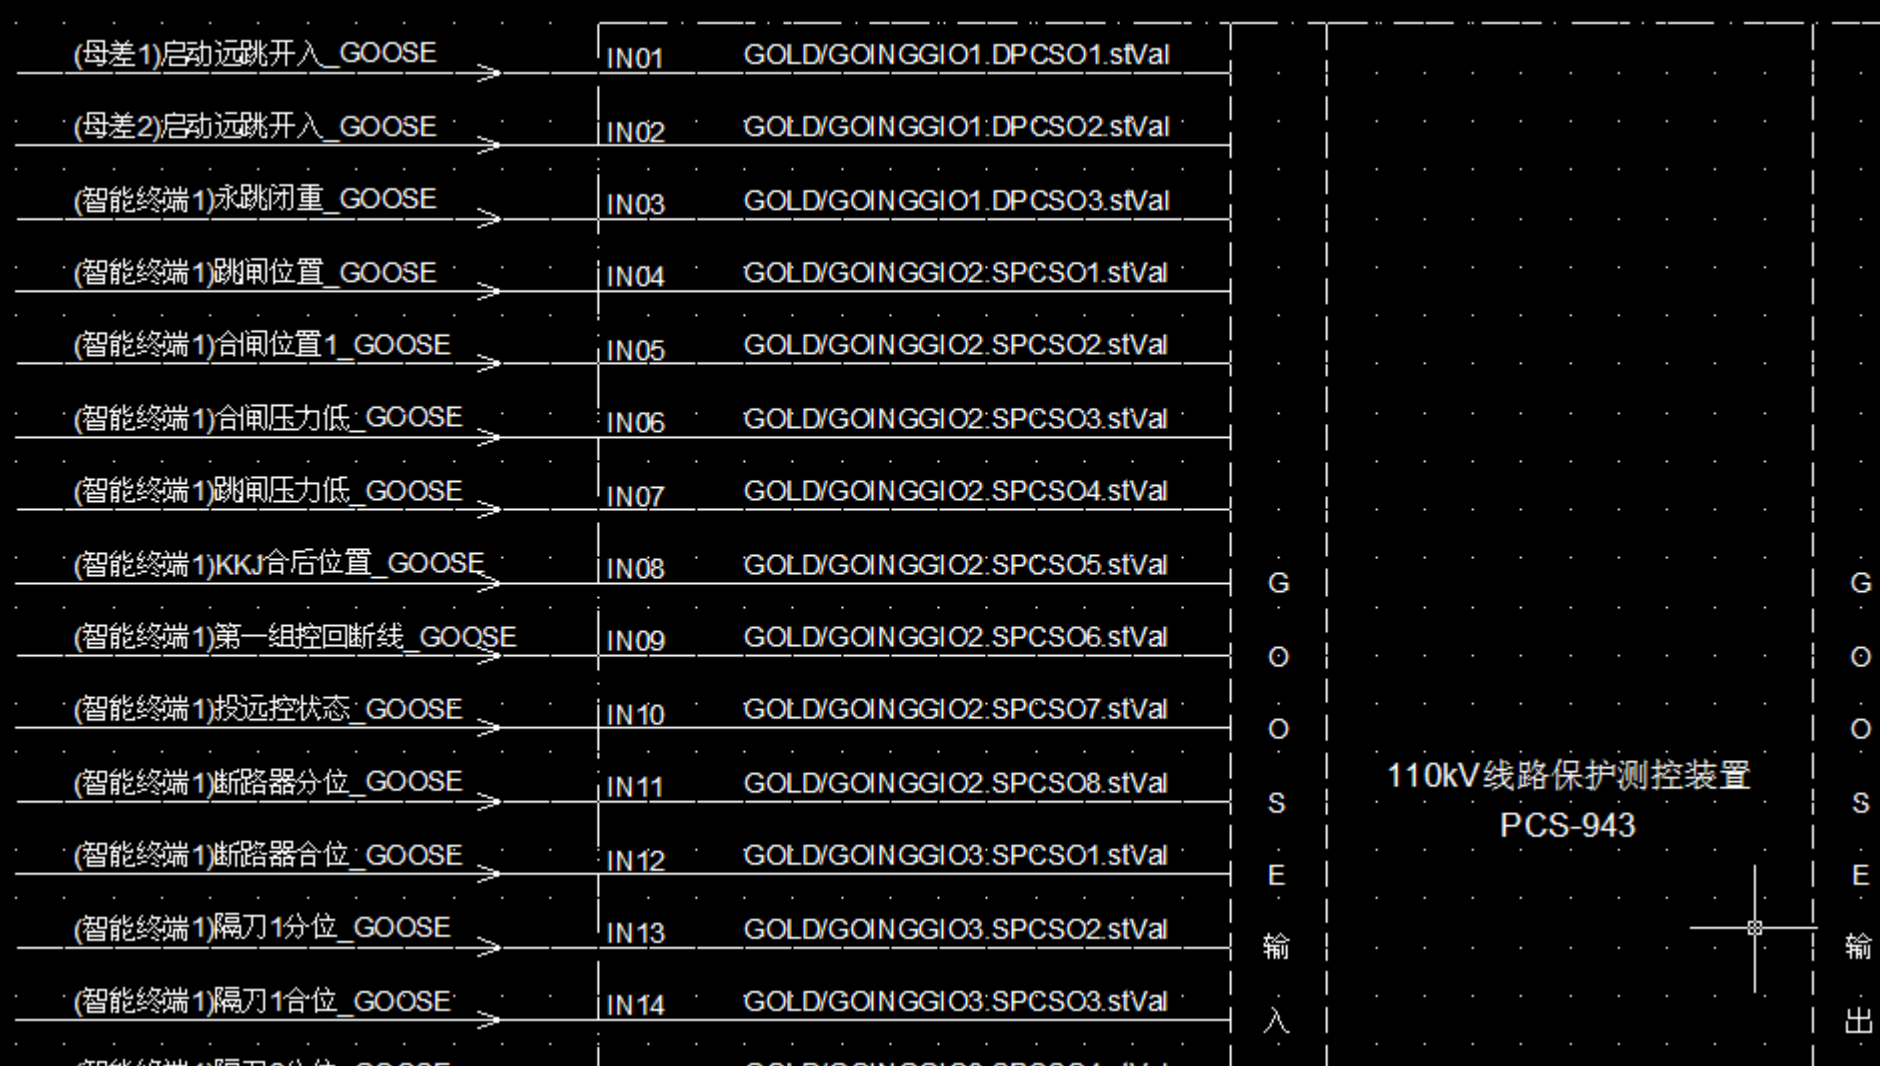 (母差1)启动远跳开入_GOOSE IN01 GOLD/GOINGGIO1.DPCSO1.stVal
(母差2)启动远跳开入_GOOSE IN02 GOLD/GOINGGIO1.DPCSO2.stVal
(智能终端1)永跳闭重_GOOSE IN03 GOLD/GOINGGIO1.DPCSO3.stVal
(智能终端1)跳闸位置_GOOSE IN04 GOLD/GOINGGIO2.SPCSO1.stVal
(智能终端1)合闸位置1_GOOSE IN05 GOLD/GOINGGIO2.SPCSO2.stVal
(智能终端1)合闸压力低_GOOSE IN06 GOLD/GOINGGIO2.SPCSO3.stVal
(智能终端1)跳闸压力低_GOOSE IN07 GOLD/GOINGGIO2.SPCSO4.stVal
(智能终端1)KKJ合后位置_GOOSE IN08 GOLD/GOINGGIO2.SPCSO5.stVal
(智能终端1)第一组控回断线_GOOSE IN09 GOLD/GOINGGIO2.SPCSO6.stVal
(智能终端1)投远控状态_GOOSE IN10 GOLD/GOINGGIO2.SPCSO7.stVal
(智能终端1)断路器分位_GOOSE IN11 GOLD/GOINGGIO2.SPCSO8.stVal
(智能终端1)断路器合位_GOOSE IN12 GOLD/GOINGGIO3.SPCSO1.stVal
(智能终端1)隔刀1分位_GOOSE IN13 GOLD/GOINGGIO3.SPCSO2.stVal
(智能终端1)隔刀1合位_GOOSE IN14 GOLD/GOINGGIO3.SPCSO3.stVal
GOOSE输入
110kV线路保护测控装置
PCS-943
GOOSE输出